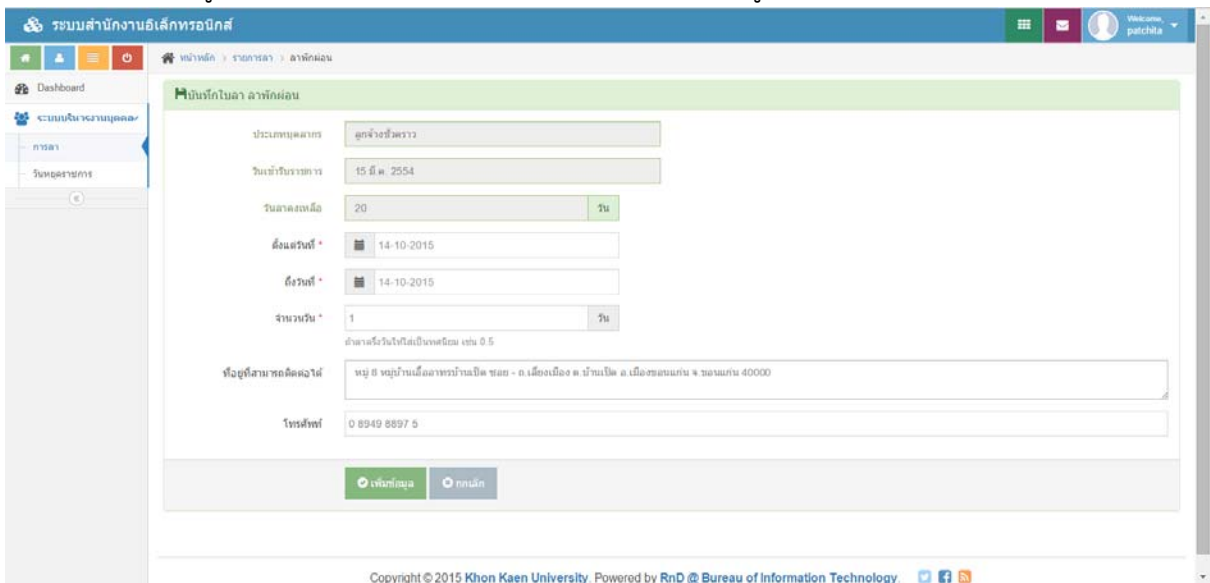 ระบบสำนักงานอิเล็กทรอนิกส์
Welcome,
patchita
หน้าหลัก › รายการลา › ลาพักผ่อน
Dashboard
ระบบบริหารงานบุคคล
การลา
วันหยุดราชการ
บันทึกใบลา ลาพักผ่อน
ประเภทบุคลากร ลูกจ้างชั่วคราว
วันเข้ารับราชการ 15 มี.ค. 2554
วันลาคงเหลือ 20 วัน
ตั้งแต่วันที่ * 14-10-2015
ถึงวันที่ * 14-10-2015
จำนวนวัน * 1 วัน
ถ้าลาครึ่งวันให้ใส่เป็นทศนิยม เช่น 0.5
ที่อยู่ที่สามารถติดต่อได้ หมู่ 8 หมู่บ้านเอื้ออาทรบ้านเป็ด ซอย - ถ.เลี่ยงเมือง ต.บ้านเป็ด อ.เมืองขอนแก่น จ.ขอนแก่น 40000
โทรศัพท์ 0 8949 8897 5
เพิ่มข้อมูล ยกเลิก
Copyright © 2015 Khon Kaen University. Powered by RnD @ Bureau of Information Technology.